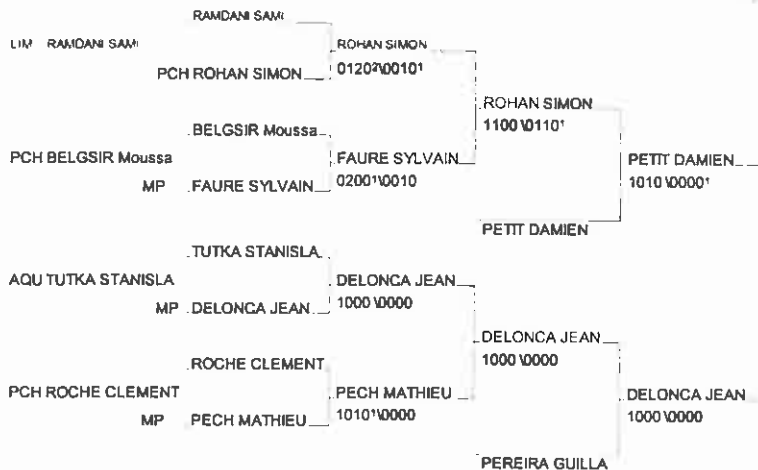 RAMDANI SAMI
LIM RAMDANI SAMI
ROHAN SIMON
PCH ROHAN SIMON
0120²\0010¹
ROHAN SIMON
1100\0110¹
BELGSIR Moussa
PCH BELGSIR Moussa
FAURE SYLVAIN
PETIT DAMIEN
MP FAURE SYLVAIN
0200¹\0010
1010\0000¹
PETIT DAMIEN
TUTKA STANISLA
AQU TUTKA STANISLA
DELONCA JEAN
MP DELONCA JEAN
1000\0000
DELONCA JEAN
1000\0000
ROCHE CLEMENT
PCH ROCHE CLEMENT
PECH MATHIEU
DELONCA JEAN
MP PECH MATHIEU
1010¹\0000
1000\0000
PEREIRA GUILLA